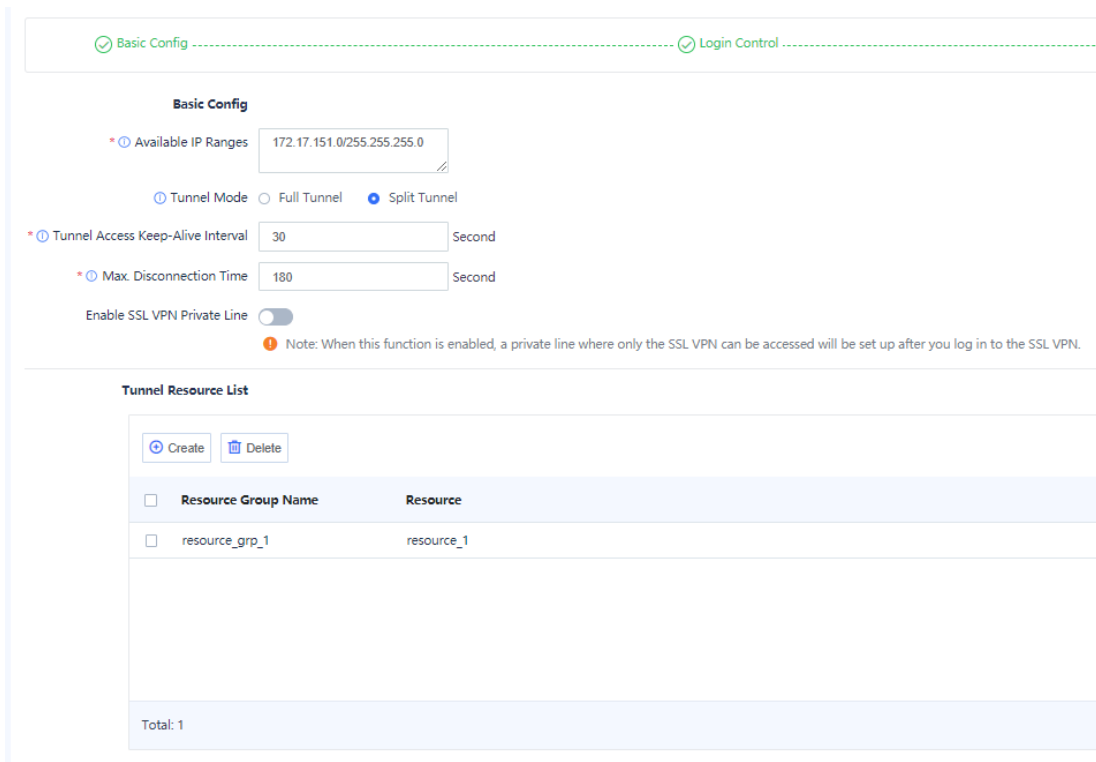 Basic Config Login Control
Basic Config
* Available IP Ranges 172.17.151.0/255.255.255.0
Tunnel Mode Full Tunnel Split Tunnel
* Tunnel Access Keep-Alive Interval 30 Second
* Max. Disconnection Time 180 Second
Enable SSL VPN Private Line
Note: When this function is enabled, a private line where only the SSL VPN can be accessed will be set up after you log in to the SSL VPN.
Tunnel Resource List
Create Delete
Resource Group Name Resource
resource_grp_1 resource_1
Total: 1